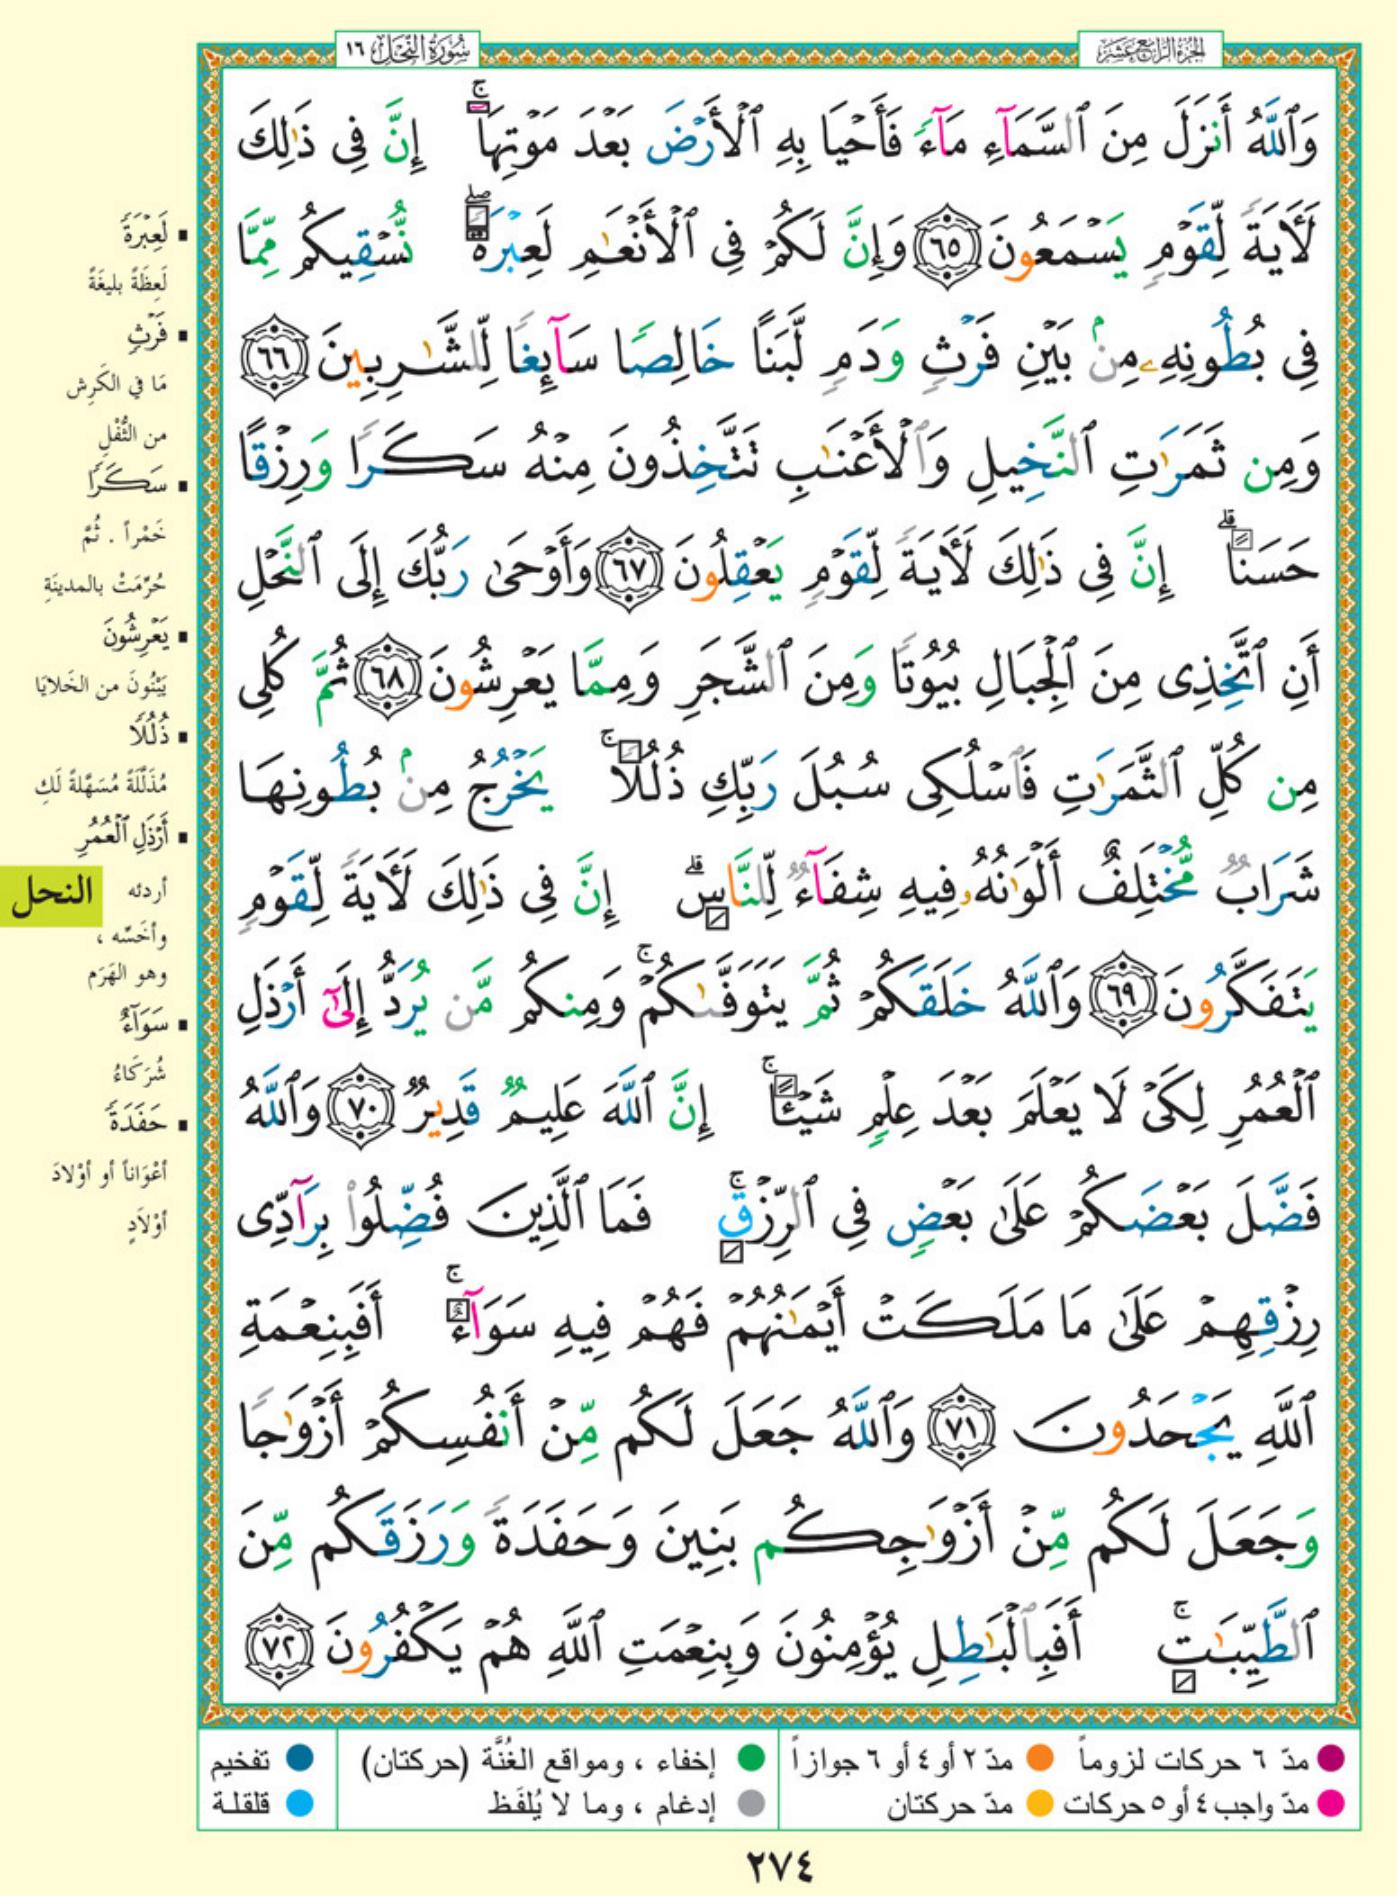 الجزء الرابع عشر
سورة النحل ١٦
وَٱللَّهُ أَنزَلَ مِنَ ٱلسَّمَآءِ مَآءً فَأَحْيَا بِهِ ٱلْأَرْضَ بَعْدَ مَوْتِهَآ ۚ إِنَّ فِى ذَٰلِكَ
لَـَٔايَةً لِّقَوْمٍ يَسْمَعُونَ ٦٥ وَإِنَّ لَكُمْ فِى ٱلْأَنْعَٰمِ لَعِبْرَةً ۖ نُّسْقِيكُم مِّمَّا
فِى بُطُونِهِۦ مِنۢ بَيْنِ فَرْثٍ وَدَمٍ لَّبَنًا خَالِصًا سَآئِغًا لِّلشَّٰرِبِينَ ٦٦
وَمِن ثَمَرَٰتِ ٱلنَّخِيلِ وَٱلْأَعْنَٰبِ تَتَّخِذُونَ مِنْهُ سَكَرًا وَرِزْقًا
حَسَنًا ۗ إِنَّ فِى ذَٰلِكَ لَـَٔايَةً لِّقَوْمٍ يَعْقِلُونَ ٦٧ وَأَوْحَىٰ رَبُّكَ إِلَى ٱلنَّحْلِ
أَنِ ٱتَّخِذِى مِنَ ٱلْجِبَالِ بُيُوتًا وَمِنَ ٱلشَّجَرِ وَمِمَّا يَعْرِشُونَ ٦٨ ثُمَّ كُلِى
مِن كُلِّ ٱلثَّمَرَٰتِ فَٱسْلُكِى سُبُلَ رَبِّكِ ذُلُلًا ۚ يَخْرُجُ مِنۢ بُطُونِهَا
شَرَابٌ مُّخْتَلِفٌ أَلْوَٰنُهُۥ فِيهِ شِفَآءٌ لِّلنَّاسِ ۗ إِنَّ فِى ذَٰلِكَ لَـَٔايَةً لِّقَوْمٍ
يَتَفَكَّرُونَ ٦٩ وَٱللَّهُ خَلَقَكُمْ ثُمَّ يَتَوَفَّىٰكُمْ ۚ وَمِنكُم مَّن يُرَدُّ إِلَىٰٓ أَرْذَلِ
ٱلْعُمُرِ لِكَىْ لَا يَعْلَمَ بَعْدَ عِلْمٍ شَيْـًٔا ۚ إِنَّ ٱللَّهَ عَلِيمٌ قَدِيرٌ ٧٠ وَٱللَّهُ
فَضَّلَ بَعْضَكُمْ عَلَىٰ بَعْضٍ فِى ٱلرِّزْقِ ۚ فَمَا ٱلَّذِينَ فُضِّلُوا۟ بِرَآدِّى
رِزْقِهِمْ عَلَىٰ مَا مَلَكَتْ أَيْمَٰنُهُمْ فَهُمْ فِيهِ سَوَآءٌ ۚ أَفَبِنِعْمَةِ
ٱللَّهِ يَجْحَدُونَ ٧١ وَٱللَّهُ جَعَلَ لَكُم مِّنْ أَنفُسِكُمْ أَزْوَٰجًا
وَجَعَلَ لَكُم مِّنْ أَزْوَٰجِكُم بَنِينَ وَحَفَدَةً وَرَزَقَكُم مِّنَ
ٱلطَّيِّبَٰتِ ۚ أَفَبِٱلْبَٰطِلِ يُؤْمِنُونَ وَبِنِعْمَتِ ٱللَّهِ هُمْ يَكْفُرُونَ ٧٢
▪ لَعِبْرَةً
لَعِظَةً بليغَةً
▪ فَرْثٍ
مَا في الكَرِش
من الثُّفْلِ
▪ سَكَرًا
خَمْراً . ثُمَّ
حُرِّمَتْ بالمدينَةِ
▪ يَعْرِشُونَ
يَبْنُونَ من الخَلايَا
▪ ذُلُلًا
مُذَلَّلَةً مُسَهَّلةً لَكِ
▪ أَرْذَلِ ٱلْعُمُرِ
أردئه
وأخَسِّه ،
وهو الهَرَم
▪ سَوَآءٌ
شُرَكَاءُ
▪ حَفَدَةً
أعْوَاناً أو أوْلادَ
أوْلَادٍ
النحل
مدّ ٦ حركات لزوماً
مدّ ٢ أو ٤ أو ٦ جوازاً
إخفاء ، ومواقع الغُنَّة (حركتان)
تفخيم
مدّ واجب ٤ أو ٥ حركات
مدّ حركتان
إدغام ، وما لا يُلفَظ
قلقلة
٢٧٤